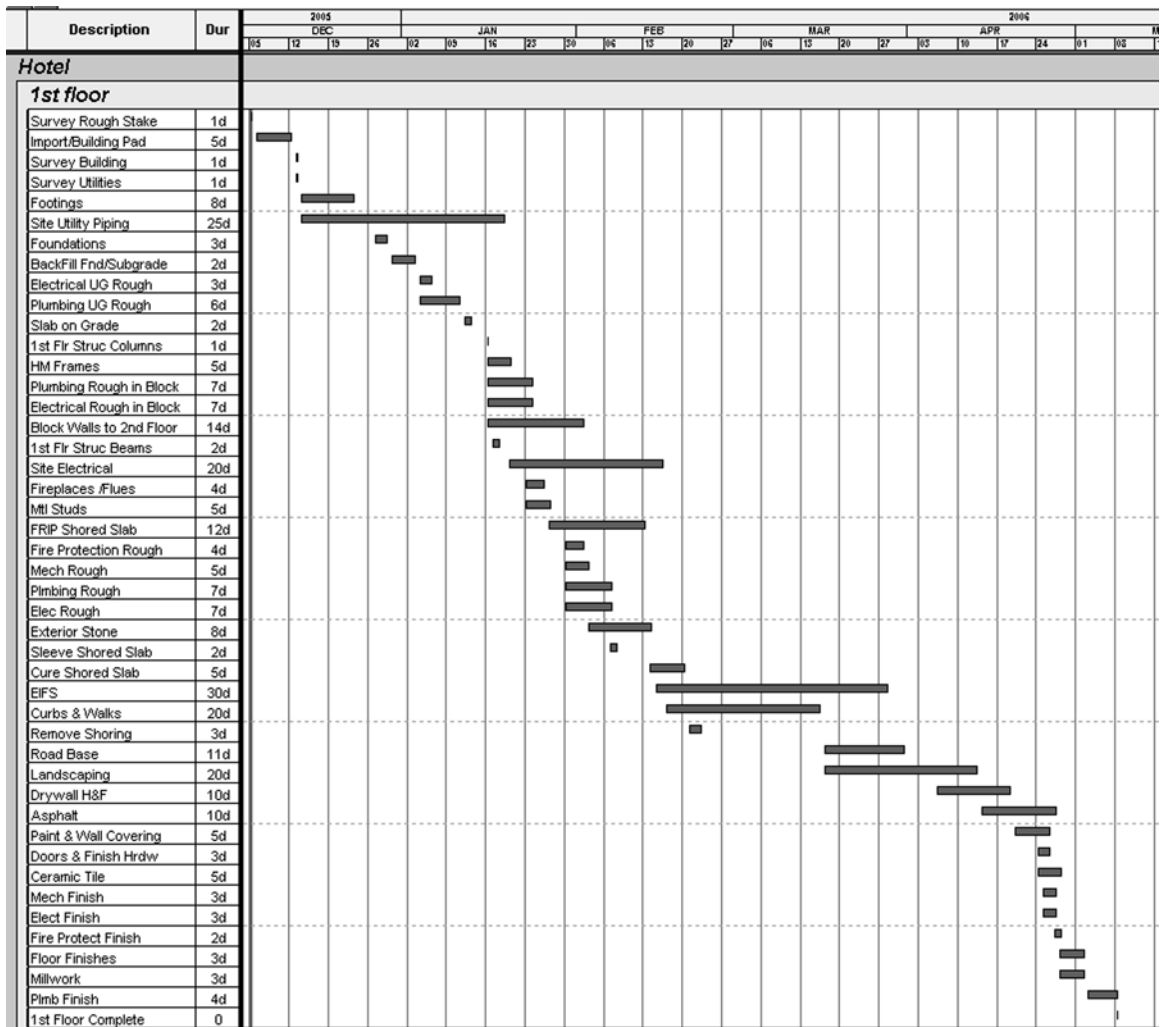 2005 2006
Description Dur DEC JAN FEB MAR APR M
05 12 19 26 02 09 16 23 30 06 13 20 27 06 13 20 27 03 10 17 24 01 08 1
Hotel
1st floor
Survey Rough Stake 1d
Import/Building Pad 5d
Survey Building 1d
Survey Utilities 1d
Footings 8d
Site Utility Piping 25d
Foundations 3d
BackFill Fnd/Subgrade 2d
Electrical UG Rough 3d
Plumbing UG Rough 6d
Slab on Grade 2d
1st Flr Struc Columns 1d
HM Frames 5d
Plumbing Rough in Block 7d
Electrical Rough in Block 7d
Block Walls to 2nd Floor 14d
1st Flr Struc Beams 2d
Site Electrical 20d
Fireplaces /Flues 4d
Mtl Studs 5d
FRIP Shored Slab 12d
Fire Protection Rough 4d
Mech Rough 5d
Plmbing Rough 7d
Elec Rough 7d
Exterior Stone 8d
Sleeve Shored Slab 2d
Cure Shored Slab 5d
EIFS 30d
Curbs & Walks 20d
Remove Shoring 3d
Road Base 11d
Landscaping 20d
Drywall H&F 10d
Asphalt 10d
Paint & Wall Covering 5d
Doors & Finish Hrdw 3d
Ceramic Tile 5d
Mech Finish 3d
Elect Finish 3d
Fire Protect Finish 2d
Floor Finishes 3d
Millwork 3d
Plmb Finish 4d
1st Floor Complete 0